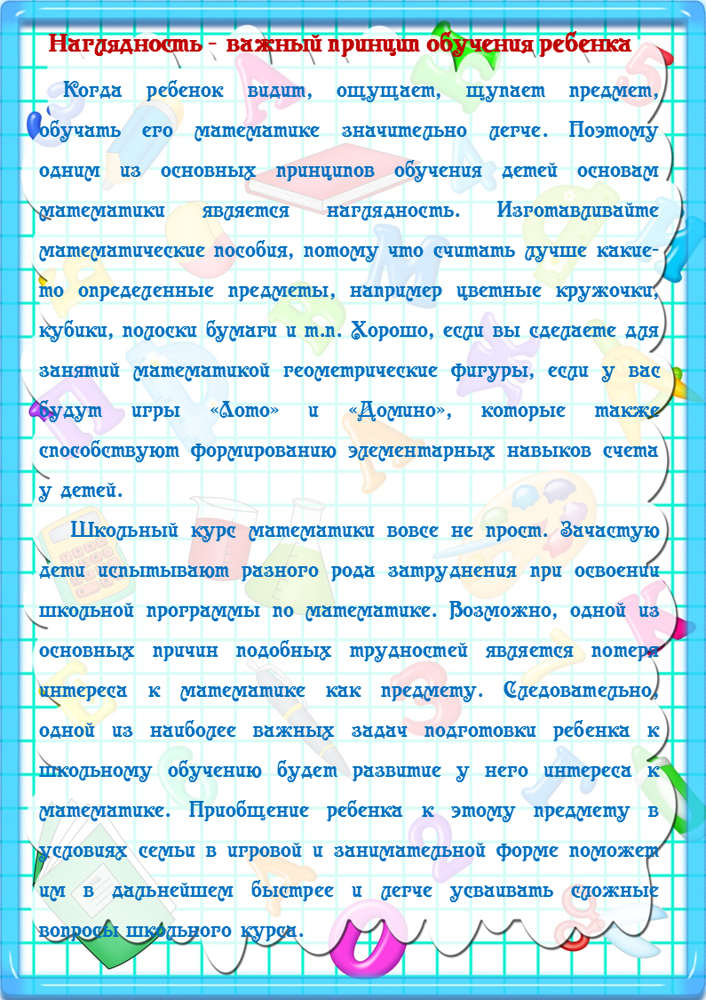 Наглядность - важный принцип обучения ребенка
Когда ребенок видит, ощущает, щупает предмет,
обучать его математике значительно легче. Поэтому
одним из основных принципов обучения детей основам
математики является наглядность. Изготавливайте
математические пособия, потому что считать лучше какие-
то определенные предметы, например цветные кружочки,
кубики, полоски бумаги и т.п. Хорошо, если вы сделаете для
занятий математикой геометрические фигуры, если у вас
будут игры «Лото» и «Домино», которые также
способствуют формированию элементарных навыков счета
у детей.
Школьный курс математики вовсе не прост. Зачастую
дети испытывают разного рода затруднения при освоении
школьной программы по математике. Возможно, одной из
основных причин подобных трудностей является потеря
интереса к математике как предмету. Следовательно,
одной из наиболее важных задач подготовки ребенка к
школьному обучению будет развитие у него интереса к
математике. Приобщение ребенка к этому предмету в
условиях семьи в игровой и занимательной форме поможет
им в дальнейшем быстрее и легче усваивать сложные
вопросы школьного курса.